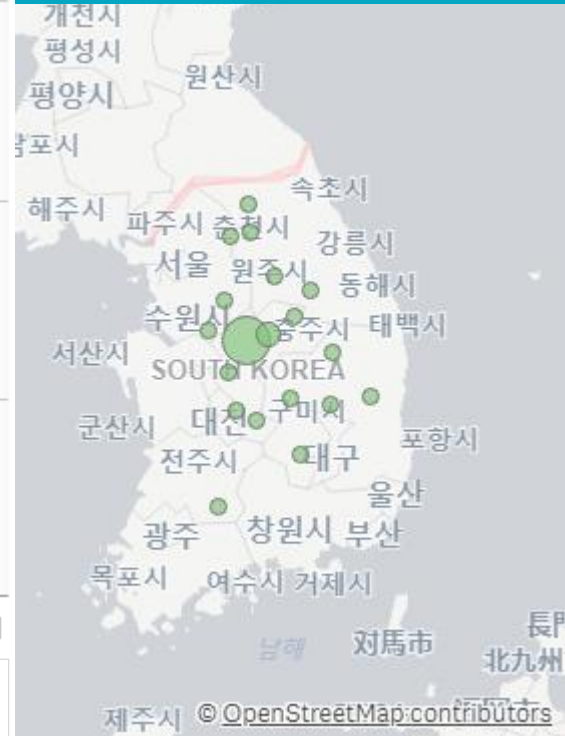 개천시
평성시
원산시
평양시
남포시
속초시
해주시
파주시 춘천시
강릉시
서울 원주시
동해시
수원시 충주시 태백시
서산시
SOUTH KOREA
군산시 대전 구미시
포항시
전주시 대구
울산
광주 창원시 부산
목포시 여수시 거제시
남해 対馬市
長門
北九州
제주시 © OpenStreetMap contributors